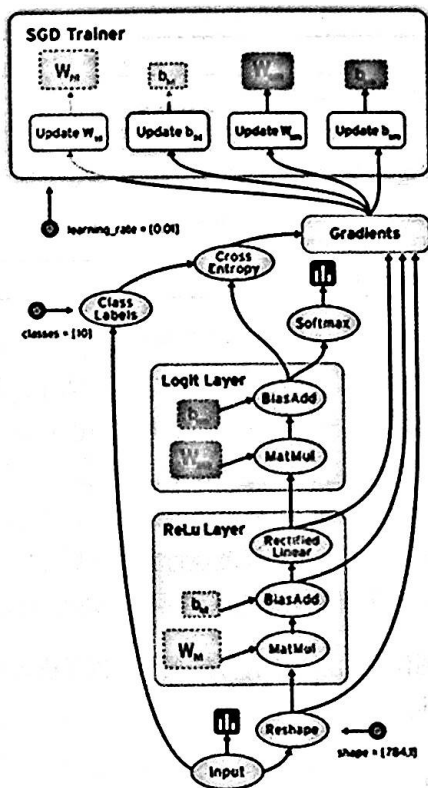 SGD Trainer
Update W
Update b
Update W
Update b
learning_rate = [0.01]
Gradients
Cross
Entropy
Class
Labels
classes = [10]
Softmax
Logit Layer
BiasAdd
b
MatMul
W
ReLu Layer
Rectified
Linear
BiasAdd
b
MatMul
W
Reshape
shape = [784,1]
Input